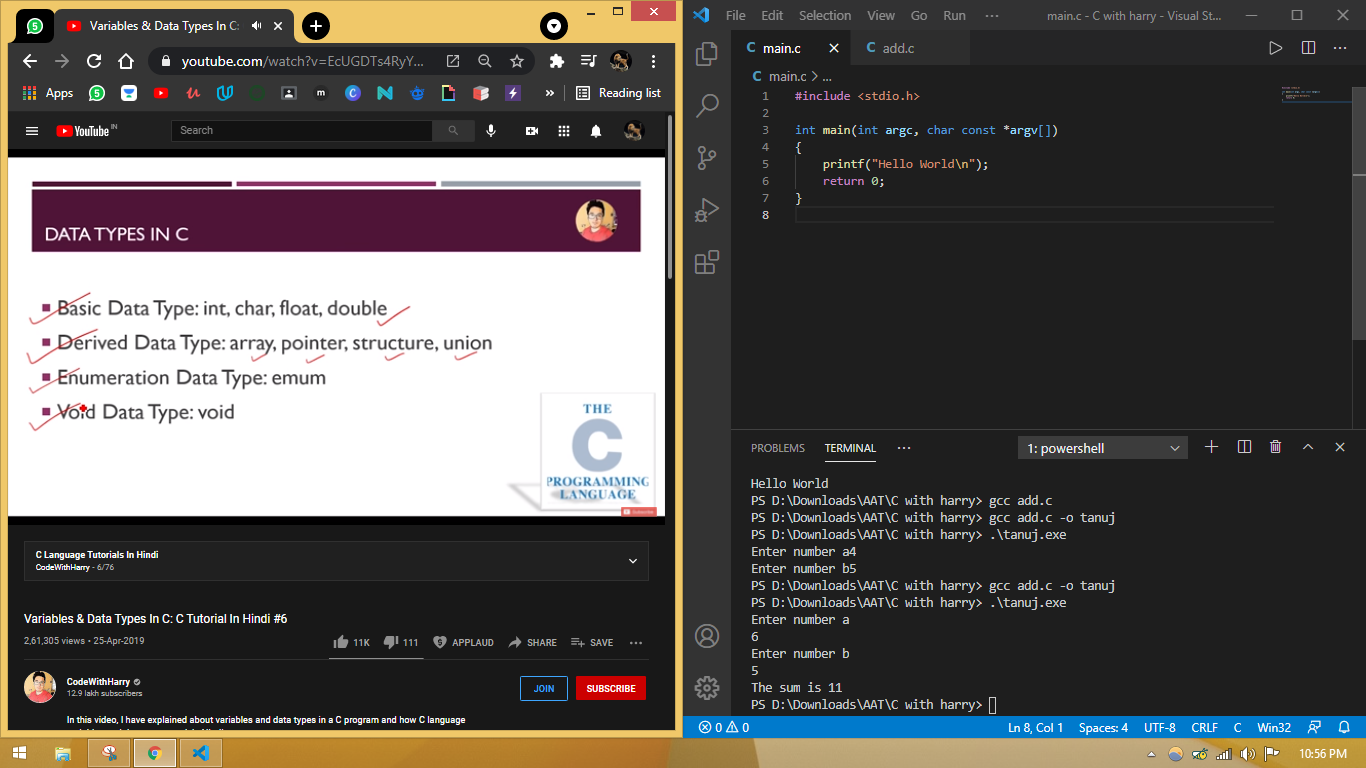 Variables & Data Types In C:
youtube.com/watch?v=EcUGDTs4RyY...
Apps
Reading list
YouTube IN
Search
DATA TYPES IN C
Basic Data Type: int, char, float, double
Derived Data Type: array, pointer, structure, union
Enumeration Data Type: emum
Void Data Type: void
THE
C
PROGRAMMING
LANGUAGE
Subscribe
C Language Tutorials In Hindi
CodeWithHarry - 6/76
Variables & Data Types In C: C Tutorial In Hindi #6
2,61,305 views • 25-Apr-2019
11K
111
APPLAUD
SHARE
SAVE
CodeWithHarry
12.9 lakh subscribers
JOIN
SUBSCRIBE
In this video, I have explained about variables and data types in a C program and how C language
File Edit Selection View Go Run ···
main.c - C with harry - Visual St...
C main.c
C add.c
C main.c > ...
1 #include <stdio.h>
2
3 int main(int argc, char const *argv[])
4 {
5 printf("Hello World\n");
6 return 0;
7 }
8
PROBLEMS TERMINAL ···
1: powershell
Hello World
PS D:\Downloads\AAT\C with harry> gcc add.c
PS D:\Downloads\AAT\C with harry> gcc add.c -o tanuj
PS D:\Downloads\AAT\C with harry> .\tanuj.exe
Enter number a4
Enter number b5
PS D:\Downloads\AAT\C with harry> gcc add.c -o tanuj
PS D:\Downloads\AAT\C with harry> .\tanuj.exe
Enter number a
6
Enter number b
5
The sum is 11
PS D:\Downloads\AAT\C with harry>
0 0
Ln 8, Col 1 Spaces: 4 UTF-8 CRLF C Win32
10:56 PM